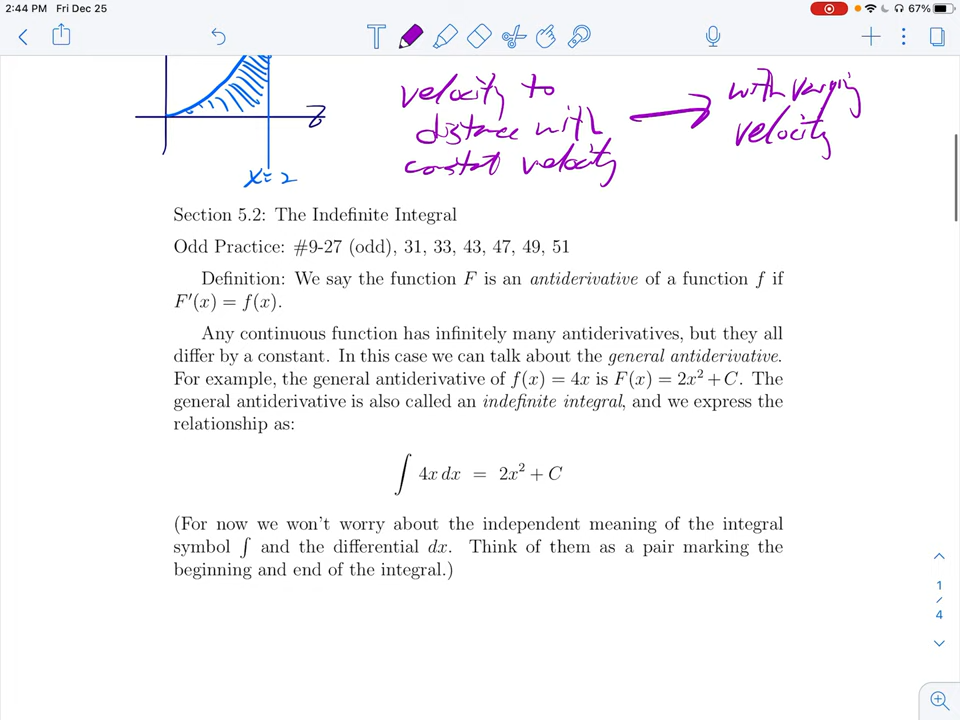 2:44 PM Fri Dec 25
67%
velocity to
distance with
constat velocity
with varying
velocity
x=2
Section 5.2: The Indefinite Integral
Odd Practice: #9-27 (odd), 31, 33, 43, 47, 49, 51
Definition: We say the function F is an antiderivative of a function f if
F′(x) = f(x).
Any continuous function has infinitely many antiderivatives, but they all
differ by a constant. In this case we can talk about the general antiderivative.
For example, the general antiderivative of f(x) = 4x is F(x) = 2x² + C. The
general antiderivative is also called an indefinite integral, and we express the
relationship as:
∫ 4x dx = 2x² + C
(For now we won't worry about the independent meaning of the integral
symbol ∫ and the differential dx. Think of them as a pair marking the
beginning and end of the integral.)
1
/
4